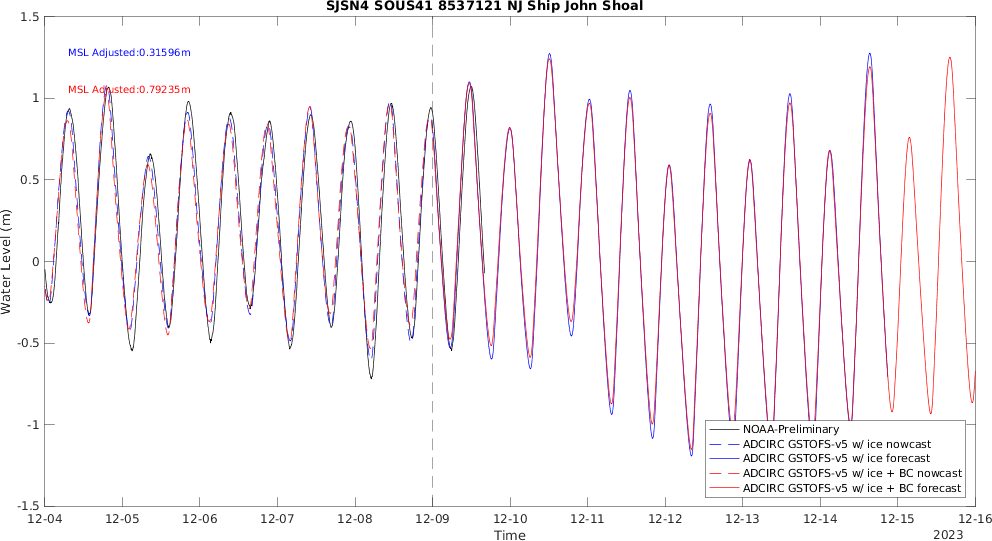 SJSN4 SOUS41 8537121 NJ Ship John Shoal
1.5
1
0.5
0
-0.5
-1
-1.5
Water Level (m)
MSL Adjusted:0.31596m
MSL Adjusted:0.79235m
NOAA-Preliminary
ADCIRC GSTOFS-v5 w/ ice nowcast
ADCIRC GSTOFS-v5 w/ ice forecast
ADCIRC GSTOFS-v5 w/ ice + BC nowcast
ADCIRC GSTOFS-v5 w/ ice + BC forecast
12-04 12-05 12-06 12-07 12-08 12-09 12-10 12-11 12-12 12-13 12-14 12-15 12-16
Time
2023